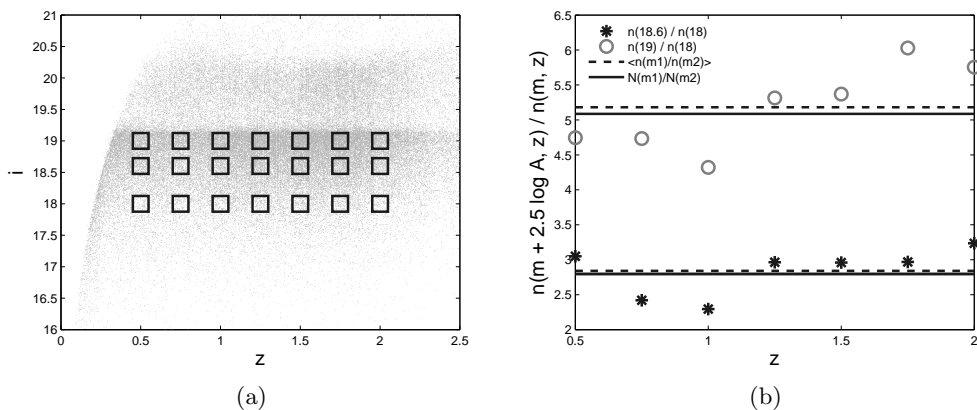 21
20.5
20
19.5
19
18.5
18
17.5
17
16.5
16
i
0 0.5 1 1.5 2 2.5
z
(a)
6.5
6
5.5
5
4.5
4
3.5
3
2.5
2
n(m + 2.5 log A, z) / n(m, z)
n(18.6) / n(18)
n(19) / n(18)
<n(m1)/n(m2)>
N(m1)/N(m2)
0.5 1 1.5 2
z
(b)